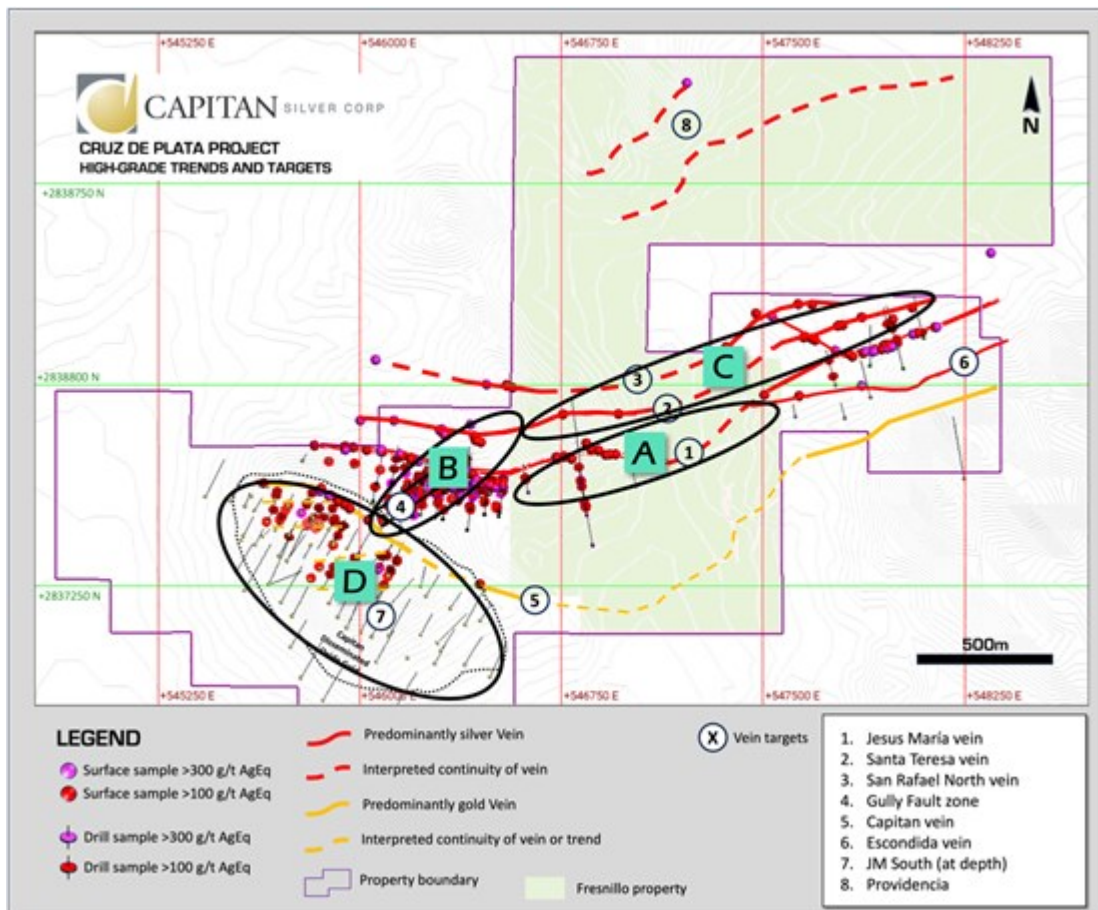 +545250 E
+546000 E
+546750 E
+547500 E
+548250 E
CAPITAN SILVER CORP
CRUZ DE PLATA PROJECT
HIGH-GRADE TRENDS AND TARGETS
N
8
+2838750 N
+2838800 N
3
C
6
2
1
A
B
4
D
7
5
+2837250 N
Capitan
Disseminated
500m
+545250 E
+546000 E
+546750 E
+547500 E
+548250 E
LEGEND
Surface sample >300 g/t AgEq
Surface sample >100 g/t AgEq
Drill sample >300 g/t AgEq
Drill sample >100 g/t AgEq
Predominantly silver Vein
Interpreted continuity of vein
Predominantly gold Vein
Interpreted continuity of vein or trend
Property boundary
Fresnillo property
X Vein targets
1. Jesus María vein
2. Santa Teresa vein
3. San Rafael North vein
4. Gully Fault zone
5. Capitan vein
6. Escondida vein
7. JM South (at depth)
8. Providencia